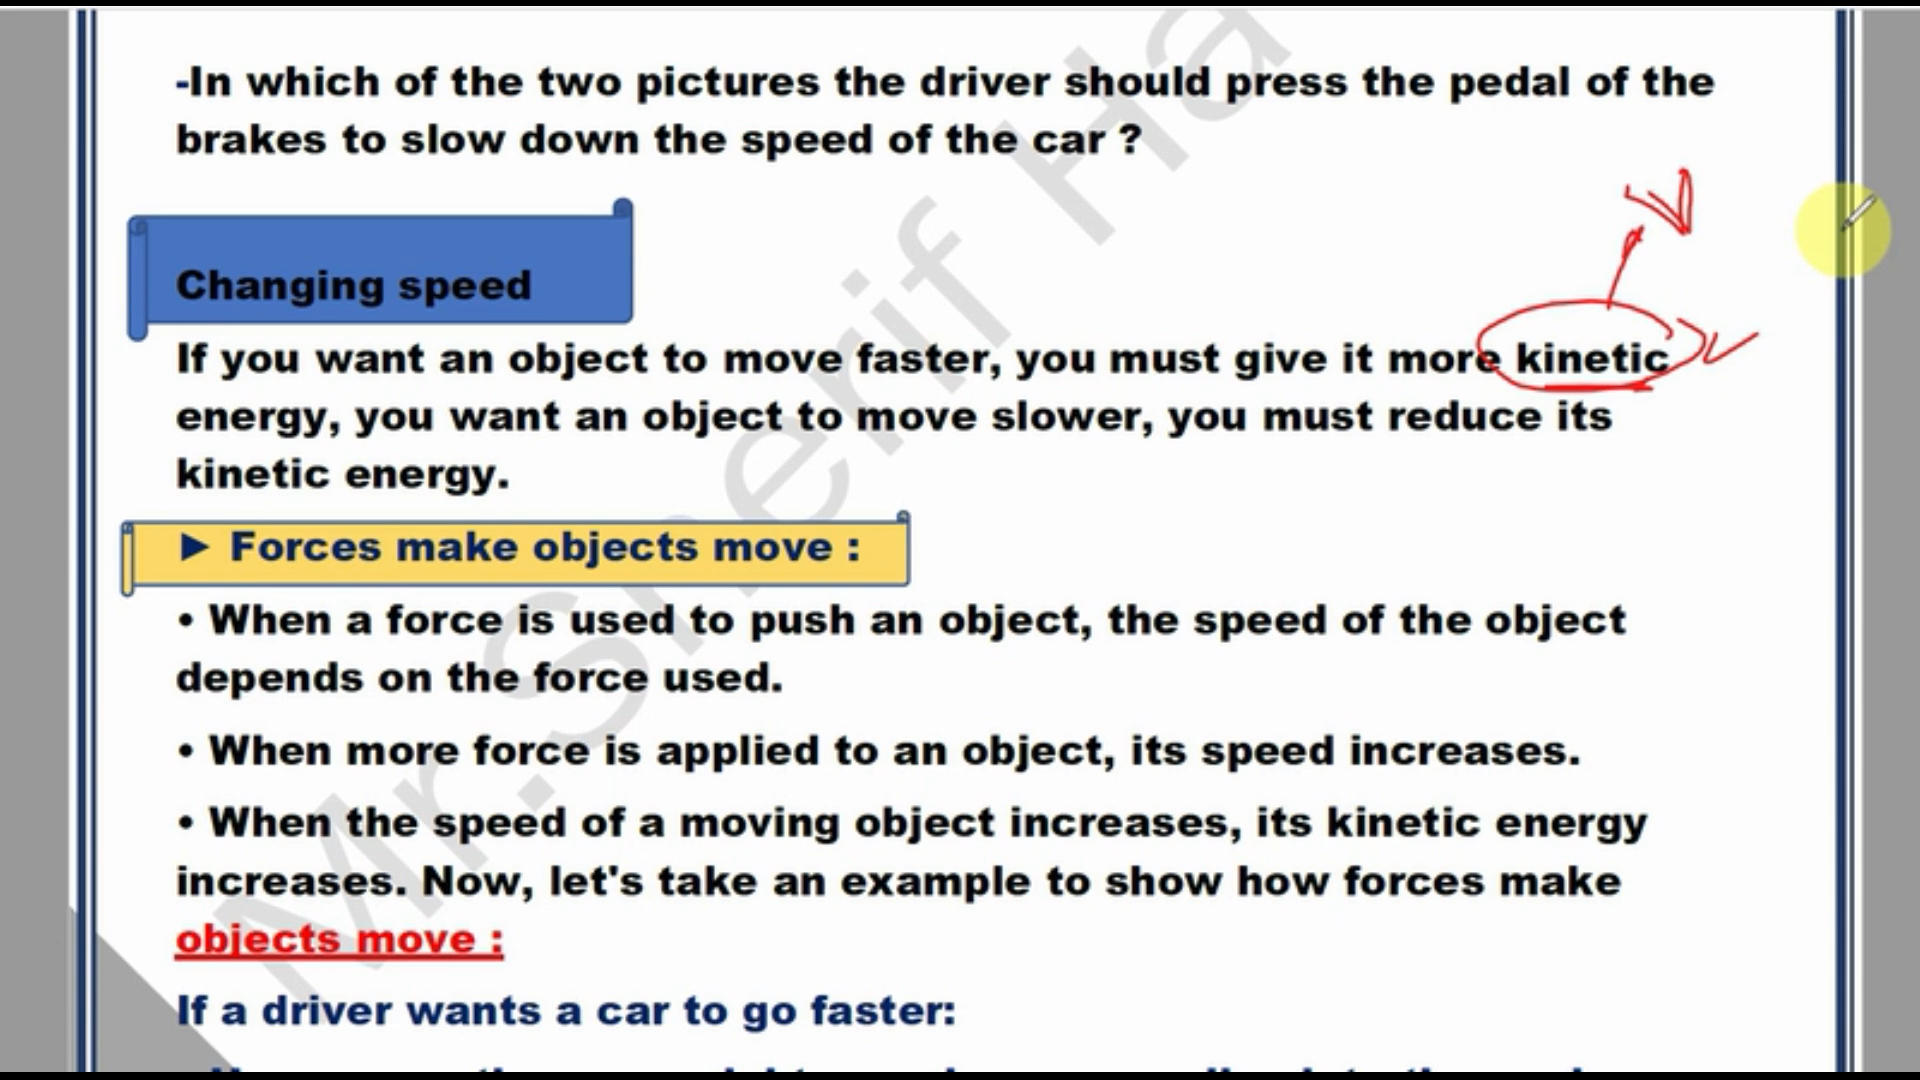 -In which of the two pictures the driver should press the pedal of the
brakes to slow down the speed of the car ?
Changing speed
If you want an object to move faster, you must give it more kinetic
energy, you want an object to move slower, you must reduce its
kinetic energy.
► Forces make objects move :
• When a force is used to push an object, the speed of the object
depends on the force used.
• When more force is applied to an object, its speed increases.
• When the speed of a moving object increases, its kinetic energy
increases. Now, let's take an example to show how forces make
objects move :
If a driver wants a car to go faster:
Mr.Sherif Ha